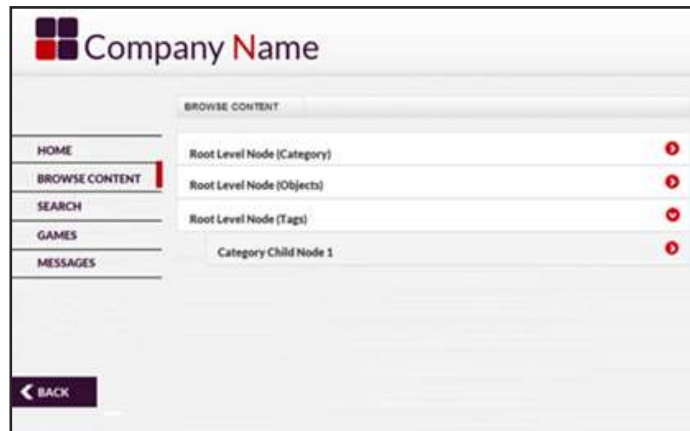 Company Name
BROWSE CONTENT
HOME
BROWSE CONTENT
SEARCH
GAMES
MESSAGES
Root Level Node (Category)
Root Level Node (Objects)
Root Level Node (Tags)
Category Child Node 1
BACK